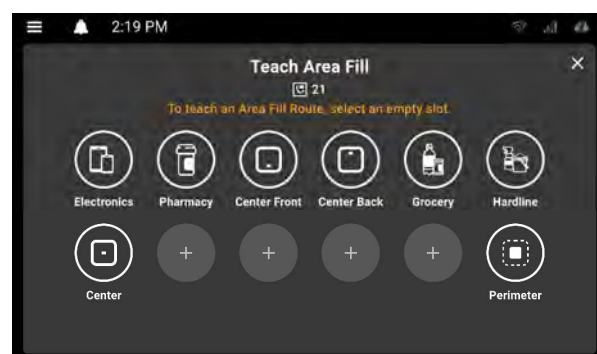 2:19 PM
Teach Area Fill
21
To teach an Area Fill Route, select an empty slot.
Electronics Pharmacy Center Front Center Back Grocery Hardline
Center Perimeter